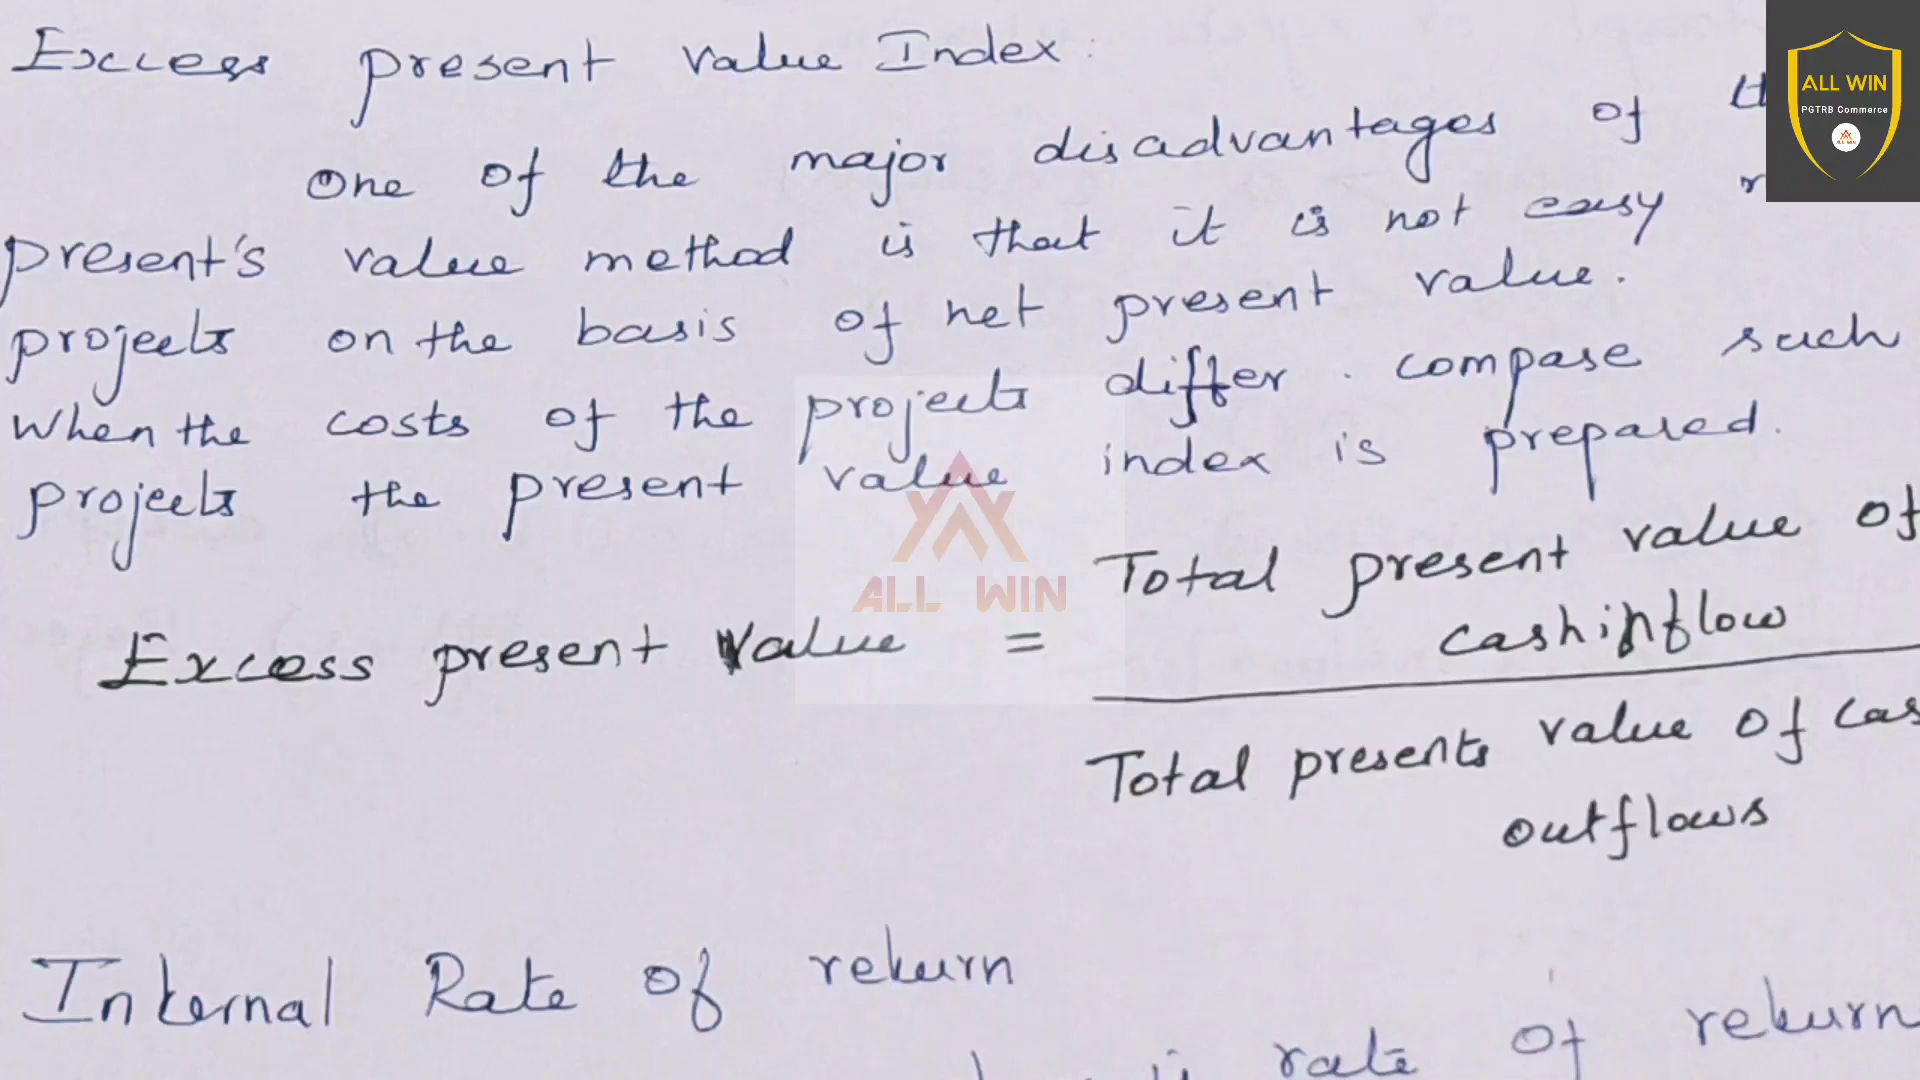 Excess present value Index:
One of the major disadvantages of
present's value method is that it is not easy
projects on the basis of net present value.
when the costs of the projects differ. compase such
projects the present value index is prepared.
Excess present value = Total present value of
cashinflow
Total presents value of
outflows
Internal Rate of return
rate of return
ALL WIN
PGTRB Commerce
ALL WIN
ALL WIN